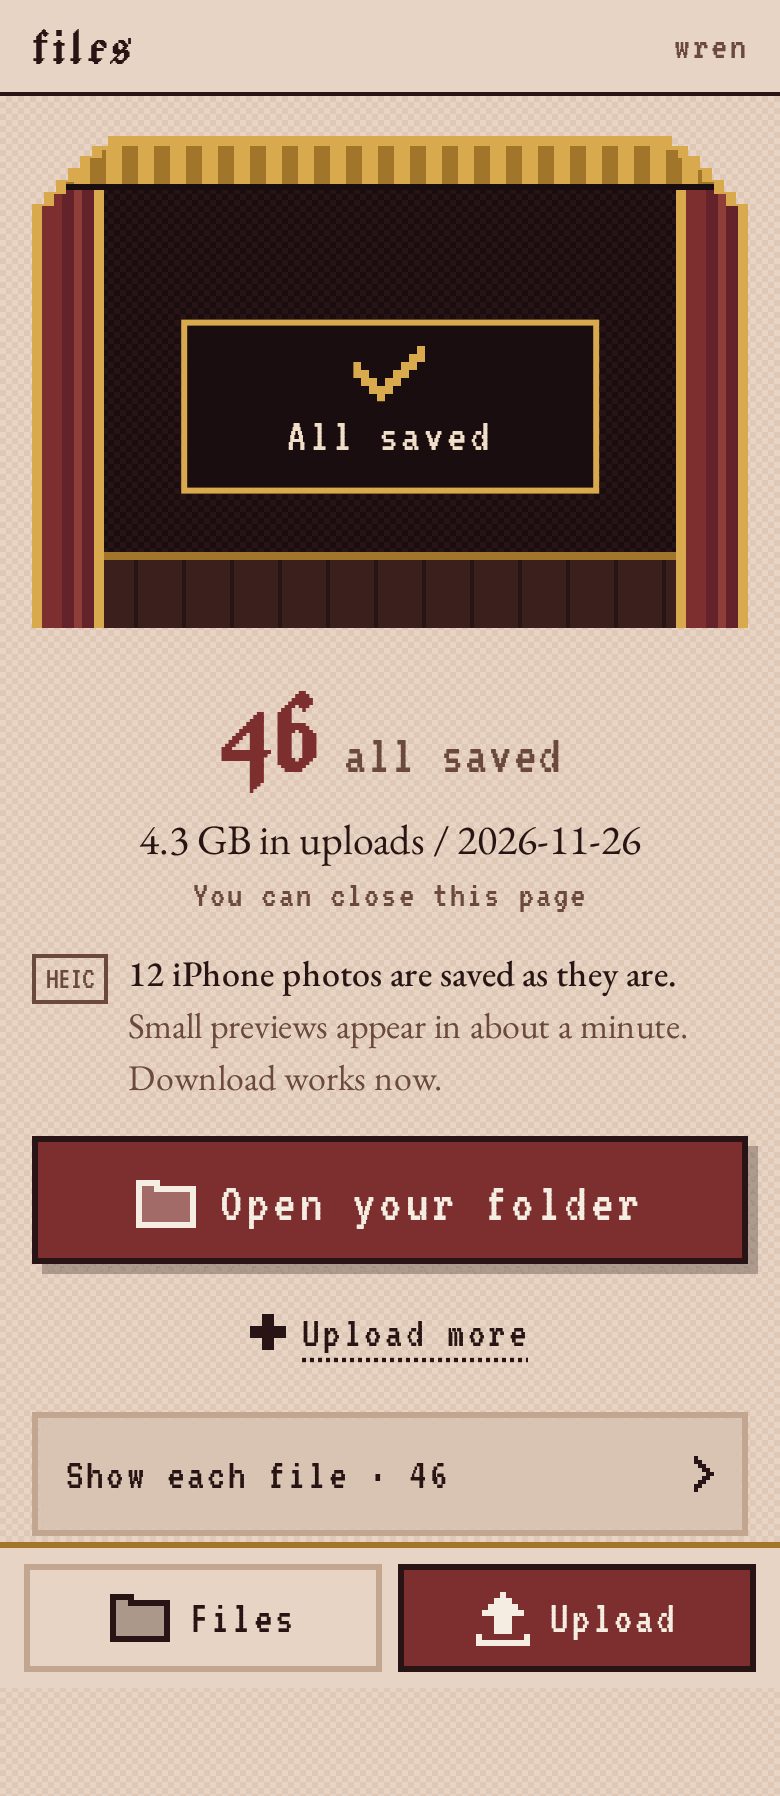 files
wren
All saved
46 all saved
4.3 GB in uploads / 2026-11-26
You can close this page
HEIC
12 iPhone photos are saved as they are.
Small previews appear in about a minute.
Download works now.
Open your folder
Upload more
Show each file · 46
Files
Upload